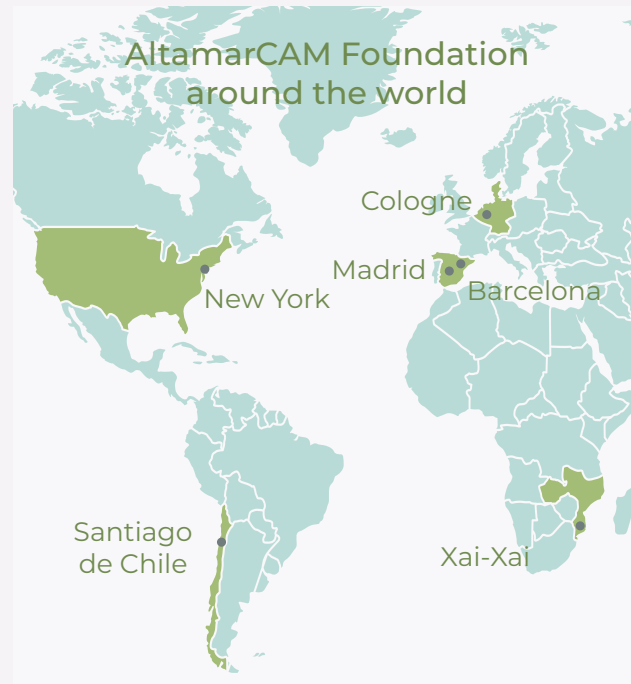 AltamarCAM Foundation
around the world
Cologne
Madrid
Barcelona
New York
Santiago
de Chile
Xai-Xai